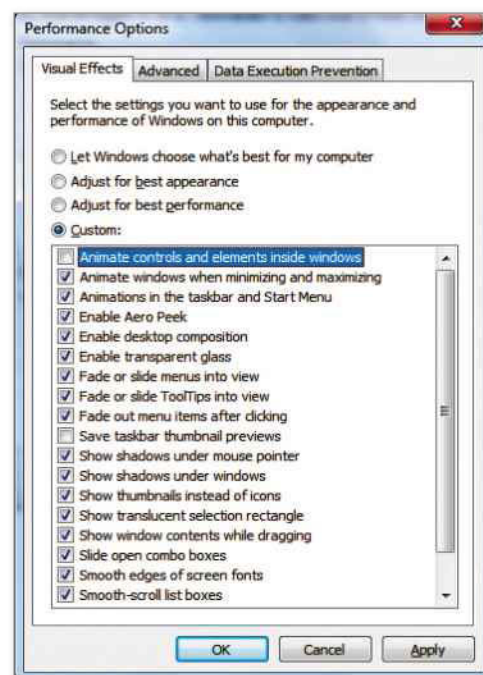 Performance Options
Visual Effects Advanced Data Execution Prevention
Select the settings you want to use for the appearance and
performance of Windows on this computer.
Let Windows choose what's best for my computer
Adjust for best appearance
Adjust for best performance
Custom:
Animate controls and elements inside windows
Animate windows when minimizing and maximizing
Animations in the taskbar and Start Menu
Enable Aero Peek
Enable desktop composition
Enable transparent glass
Fade or slide menus into view
Fade or slide ToolTips into view
Fade out menu items after clicking
Save taskbar thumbnail previews
Show shadows under mouse pointer
Show shadows under windows
Show thumbnails instead of icons
Show translucent selection rectangle
Show window contents while dragging
Slide open combo boxes
Smooth edges of screen fonts
Smooth-scroll list boxes
OK Cancel Apply